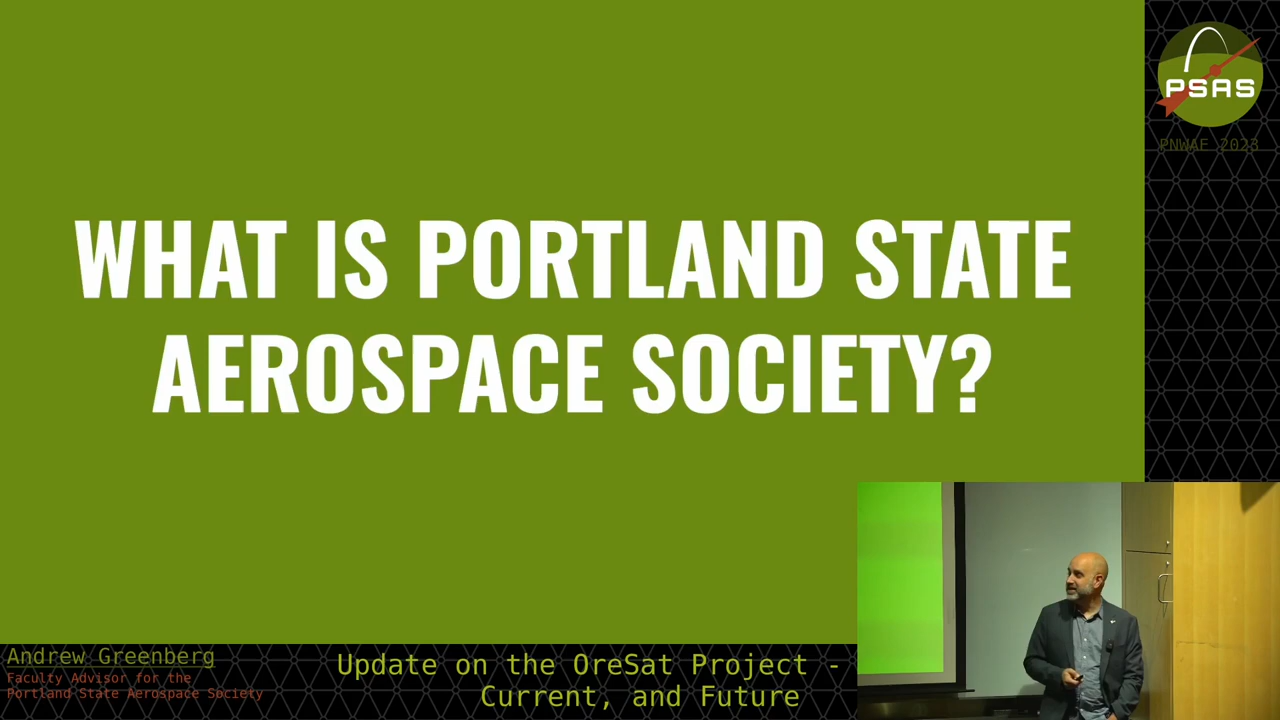 WHAT IS PORTLAND STATE
AEROSPACE SOCIETY?
PSAS
PNWAF 2023
Andrew Greenberg
Faculty Advisor for the
Portland State Aerospace Society
Update on the OreSat Project -
Current, and Future